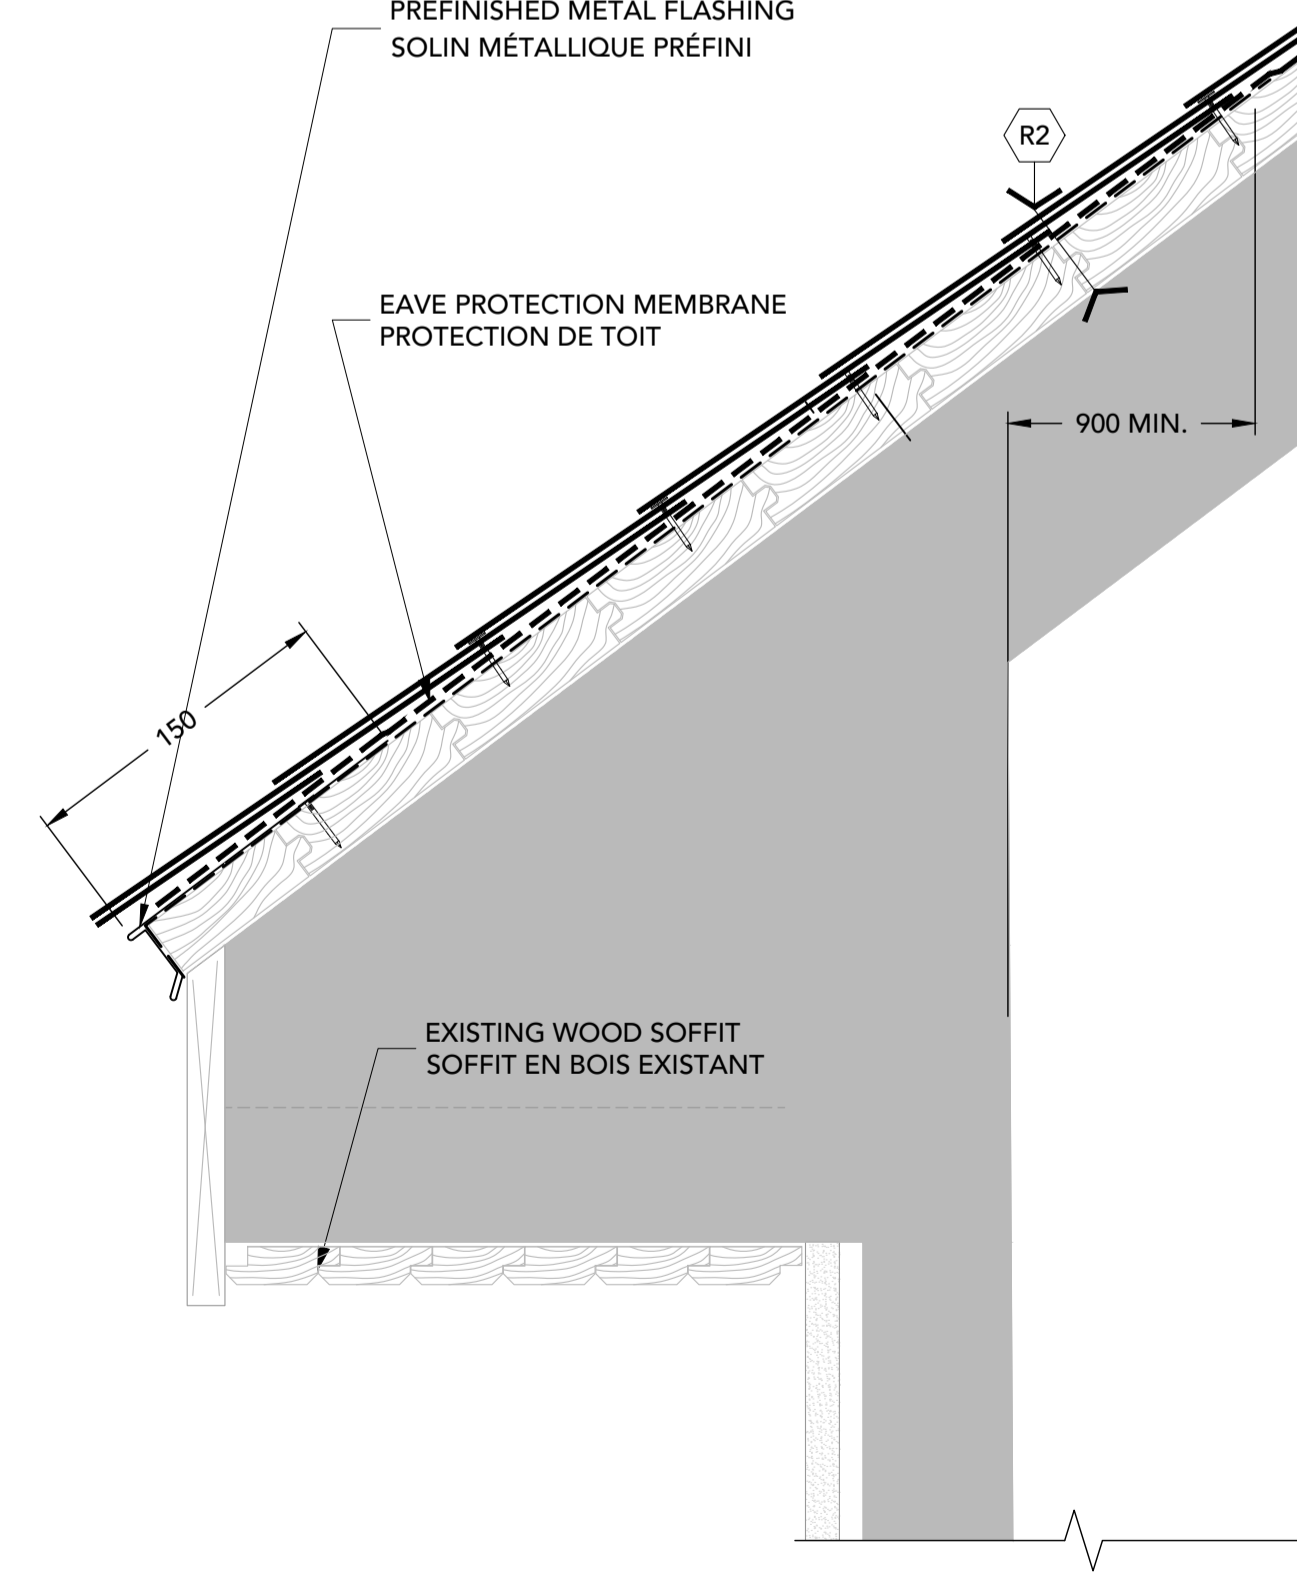 PREFINISHED METAL FLASHING
SOLIN MÉTALLIQUE PRÉFINI
R2
EAVE PROTECTION MEMBRANE
PROTECTION DE TOIT
900 MIN.
150
EXISTING WOOD SOFFIT
SOFFIT EN BOIS EXISTANT